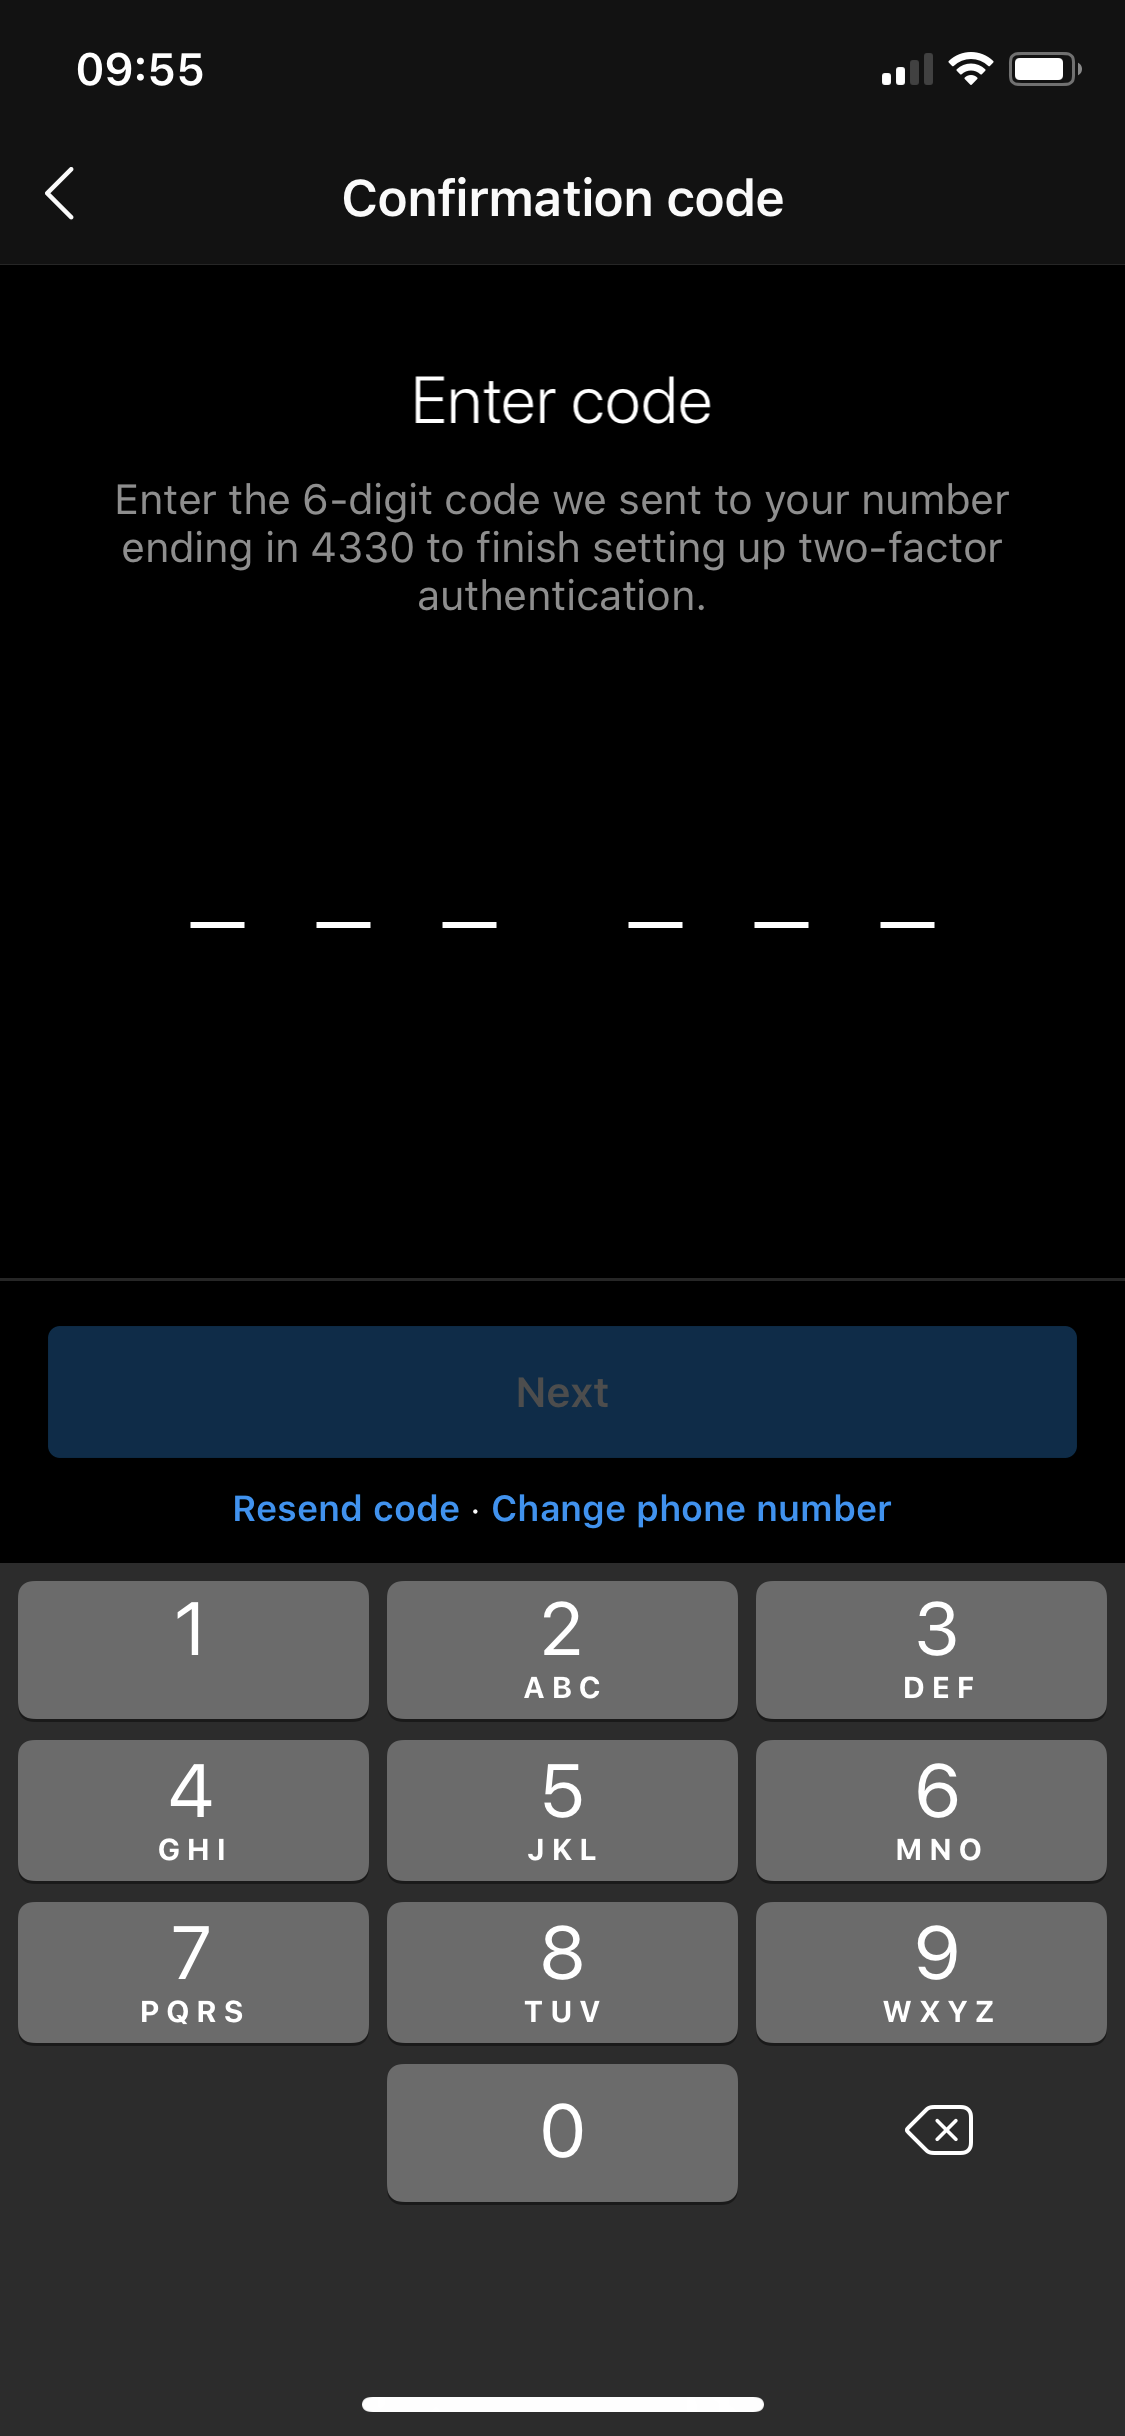 09:55
Confirmation code
Enter code
Enter the 6-digit code we sent to your number
ending in 4330 to finish setting up two-factor
authentication.
Next
Resend code · Change phone number
1 2 3
ABC DEF
4 5 6
GHI JKL MNO
7 8 9
PQRS TUV WXYZ
0